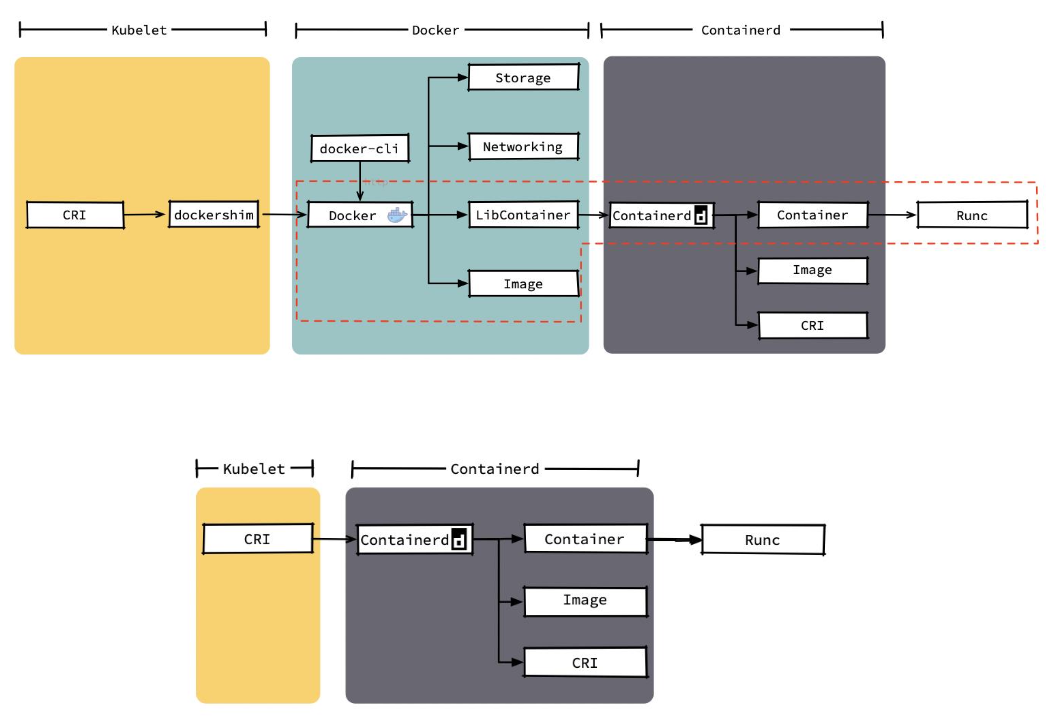 Kubelet
Docker
Containerd
Storage
docker-cli
Networking
http
CRI
dockershim
Docker
LibContainer
Containerd
Container
Runc
Image
Image
CRI
Kubelet
Containerd
CRI
Containerd
Container
Runc
Image
CRI